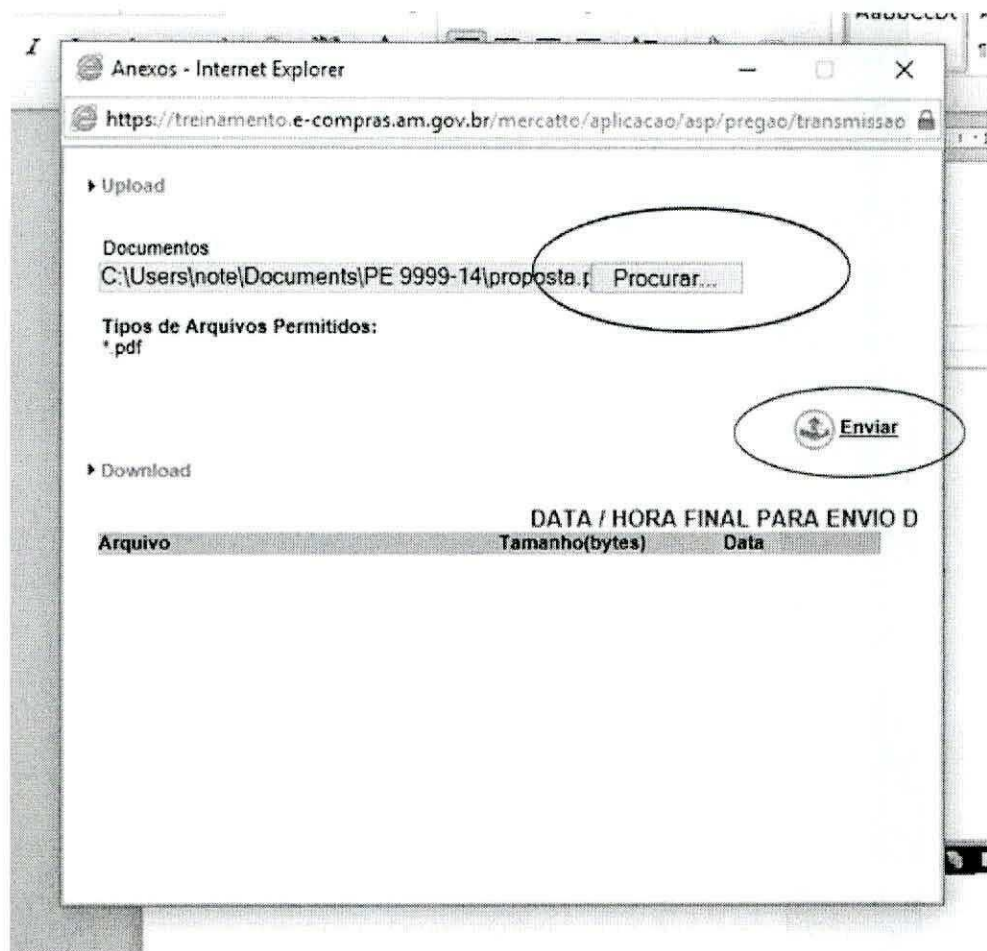 AaBbCcDc
I
Anexos - Internet Explorer
https://treinamento.e-compras.am.gov.br/mercatto/aplicacao/asp/pregao/transmissao
Upload
Documentos
C:\Users\note\Documents\PE 9999-14\proposta.p Procurar...
Tipos de Arquivos Permitidos:
*.pdf
Enviar
Download
DATA / HORA FINAL PARA ENVIO D
Arquivo Tamanho(bytes) Data